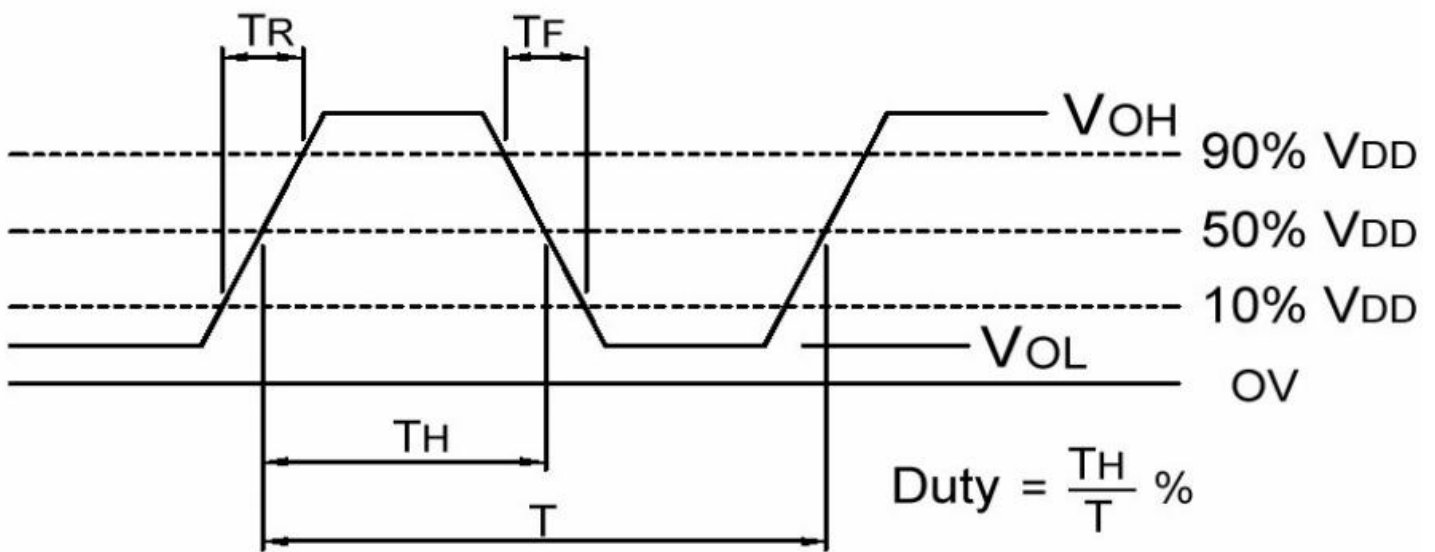 TR
TF
VOH
90% VDD
50% VDD
10% VDD
VOL
OV
TH
Duty = TH/T %
T